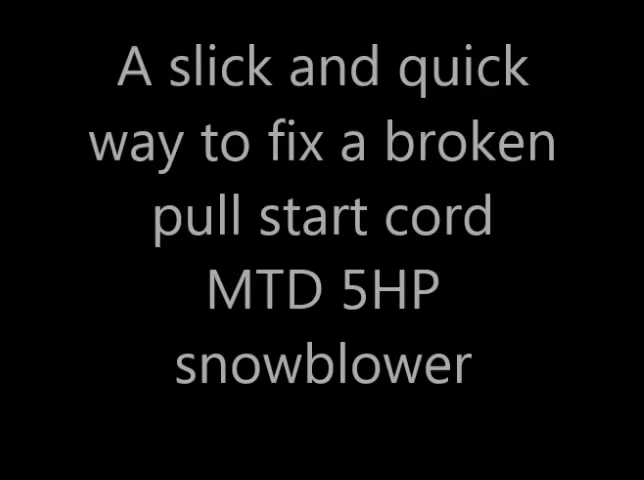 A slick and quick
way to fix a broken
pull start cord
MTD 5HP
snowblower